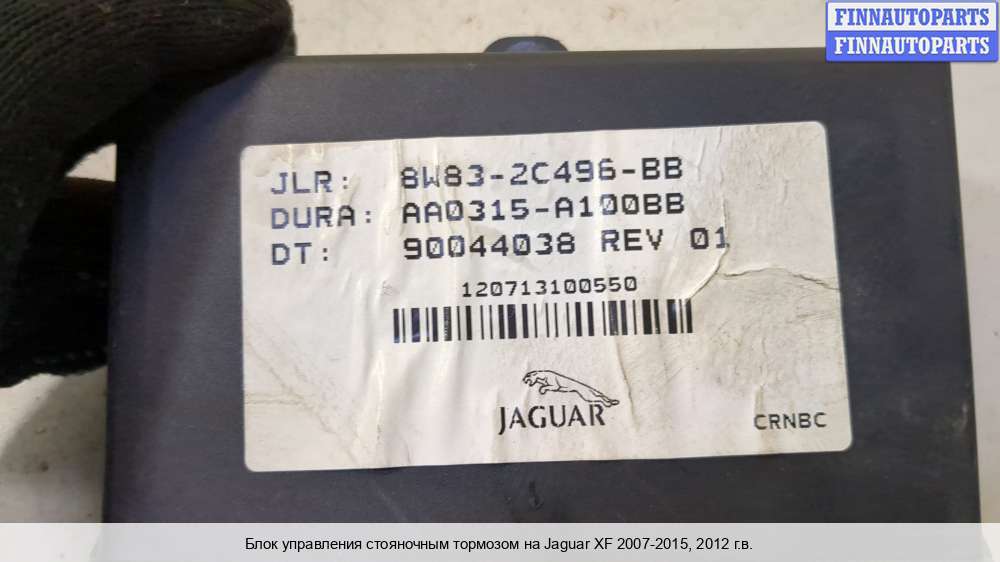 FINNAUTOPARTS
FINNAUTOPARTS
JLR: 8W83-2C496-BB
DURA: AA0315-A100BB
DT: 90044038 REV 01
120713100550
JAGUAR
CRNBC
Блок управления стояночным тормозом на Jaguar XF 2007-2015, 2012 г.в.